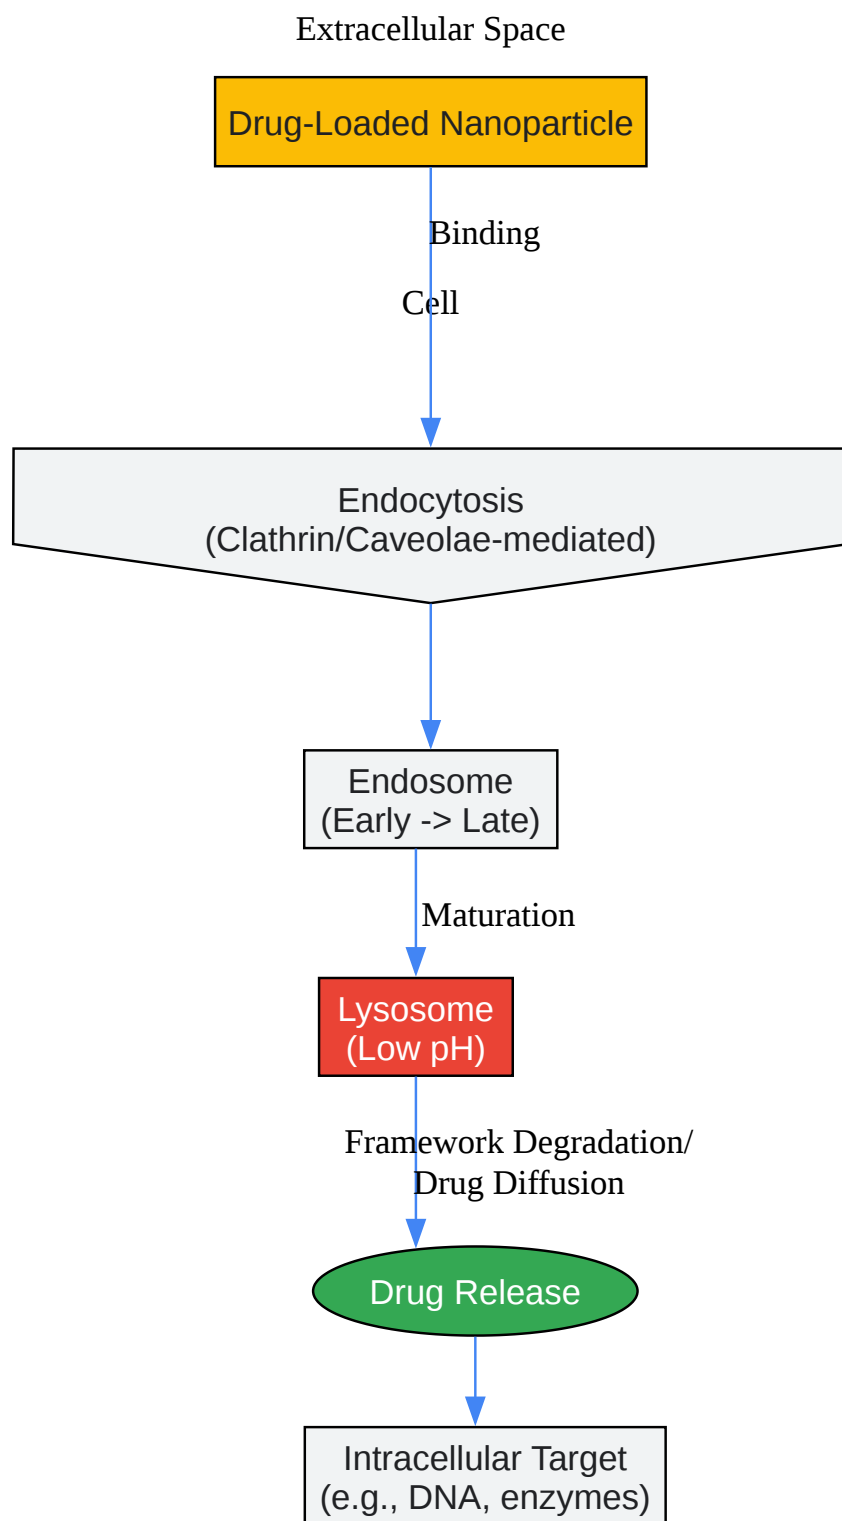 Extracellular Space
Drug-Loaded Nanoparticle
Binding
Cell
Endocytosis
(Clathrin/Caveolae-mediated)
Endosome
(Early -> Late)
Maturation
Lysosome
(Low pH)
Framework Degradation/
Drug Diffusion
Drug Release
Intracellular Target
(e.g., DNA, enzymes)